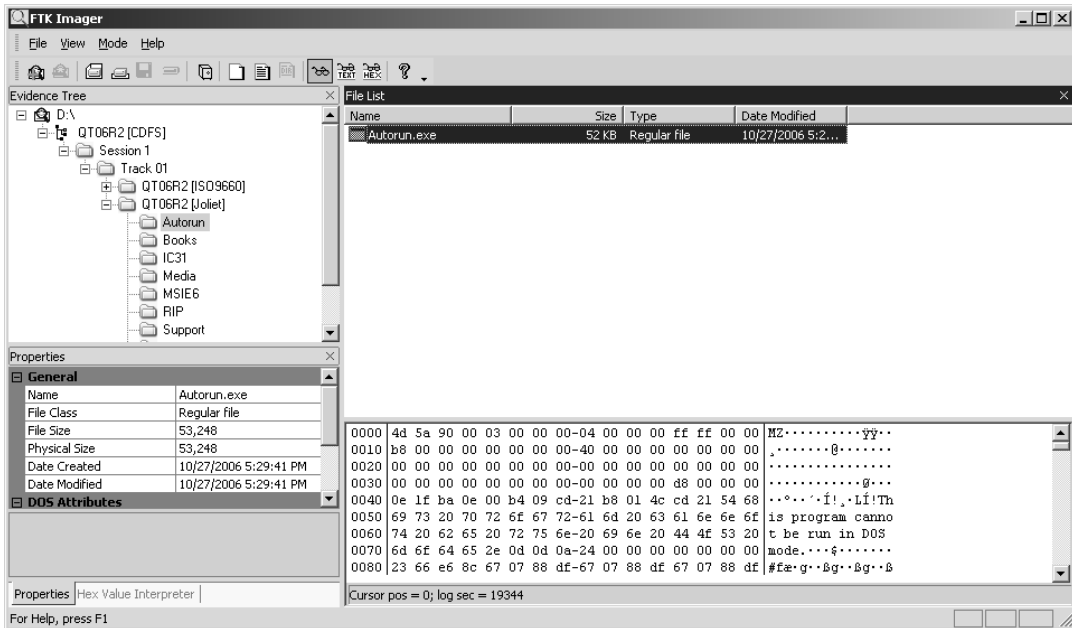 FTK Imager
File View Mode Help
TEXT HEX
Evidence Tree
D:\
QT06R2 [CDFS]
Session 1
Track 01
QT06R2 [ISO9660]
QT06R2 [Joliet]
Autorun
Books
IC31
Media
MSIE6
RIP
Support
File List
Name Size Type Date Modified
Autorun.exe 52 KB Regular file 10/27/2006 5:2...
Properties
General
Name Autorun.exe
File Class Regular file
File Size 53,248
Physical Size 53,248
Date Created 10/27/2006 5:29:41 PM
Date Modified 10/27/2006 5:29:41 PM
DOS Attributes
Properties Hex Value Interpreter
0000 4d 5a 90 00 03 00 00 00-04 00 00 00 ff ff 00 00 MZ··········ÿÿ··
0010 b8 00 00 00 00 00 00 00-40 00 00 00 00 00 00 00 ¸·······@·······
0020 00 00 00 00 00 00 00 00-00 00 00 00 00 00 00 00 ················
0030 00 00 00 00 00 00 00 00-00 00 00 00 d8 00 00 00 ············Ø···
0040 0e 1f ba 0e 00 b4 09 cd-21 b8 01 4c cd 21 54 68 ··º··´·Í!¸·LÍ!Th
0050 69 73 20 70 72 6f 67 72-61 6d 20 63 61 6e 6e 6f is program canno
0060 74 20 62 65 20 72 75 6e-20 69 6e 20 44 4f 53 20 t be run in DOS
0070 6d 6f 64 65 2e 0d 0d 0a-24 00 00 00 00 00 00 00 mode.···$·······
0080 23 66 e6 8c 67 07 88 df-67 07 88 df 67 07 88 df #fæ·g··ßg··ßg··ß
Cursor pos = 0; log sec = 19344
For Help, press F1